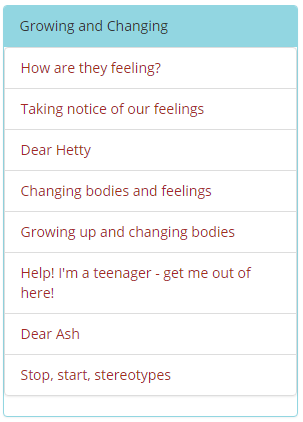 Growing and Changing
How are they feeling?
Taking notice of our feelings
Dear Hetty
Changing bodies and feelings
Growing up and changing bodies
Help! I'm a teenager - get me out of
here!
Dear Ash
Stop, start, stereotypes